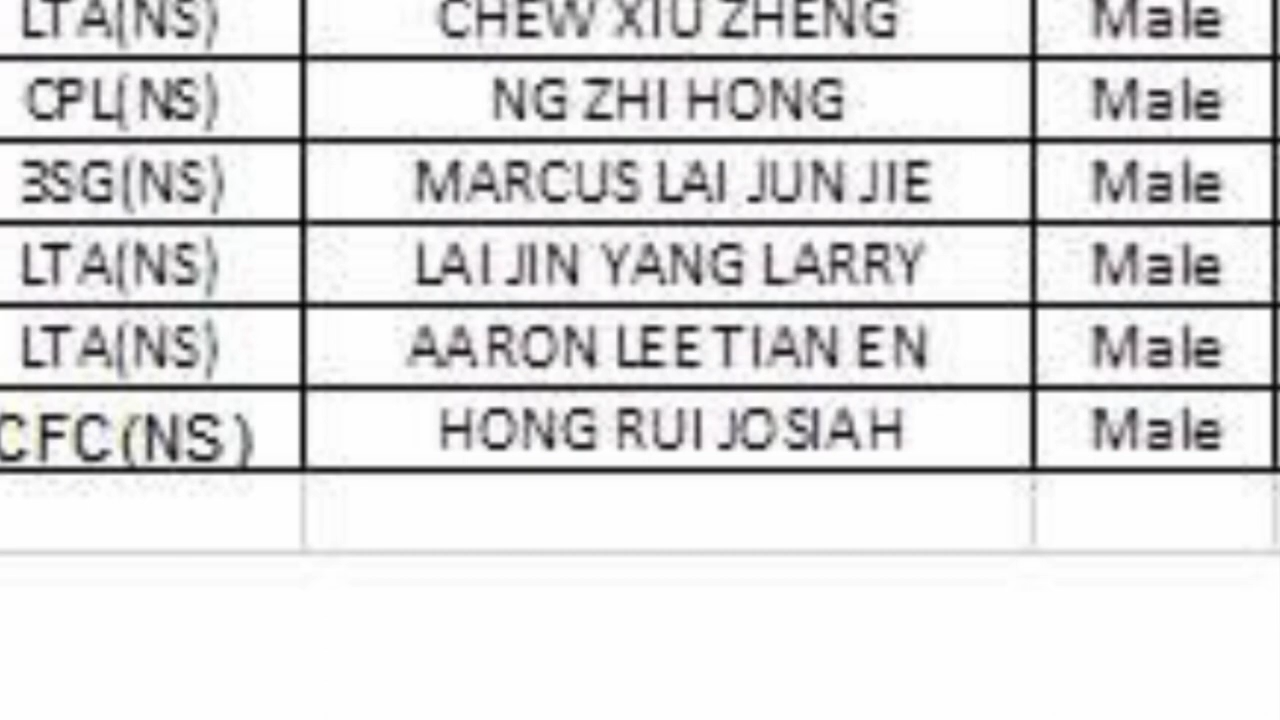 LTA(NS) CHEW XIU ZHENG Male
CPL(NS) NG ZHI HONG Male
3SG(NS) MARCUS LAI JUN JIE Male
LTA(NS) LAI JIN YANG LARRY Male
LTA(NS) AARON LEE TIAN EN Male
CFC(NS) HONG RUI JOSIAH Male